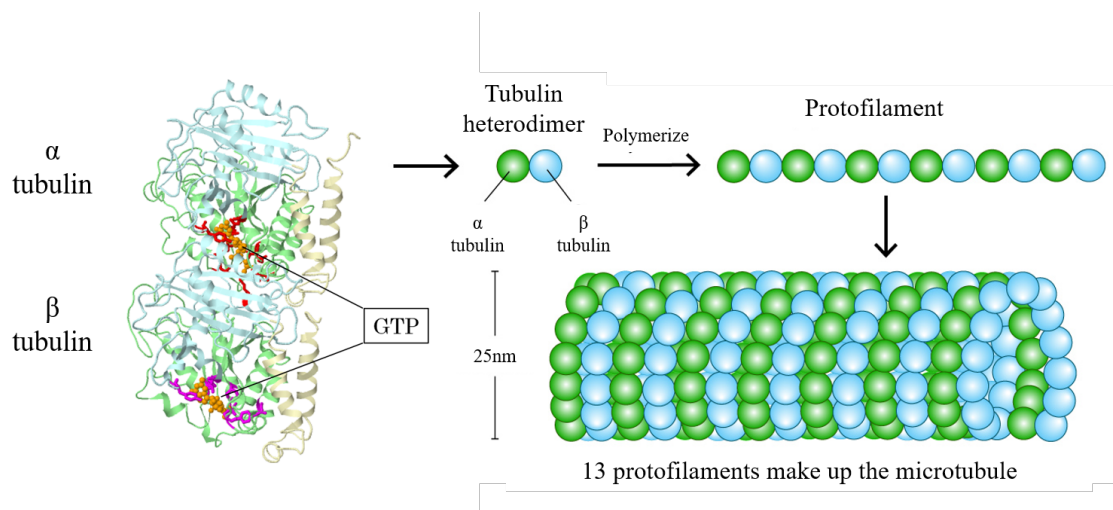 α
tubulin
β
tubulin
GTP
Tubulin
heterodimer
α
tubulin
β
tubulin
Polymerize
Protofilament
25nm
13 protofilaments make up the microtubule